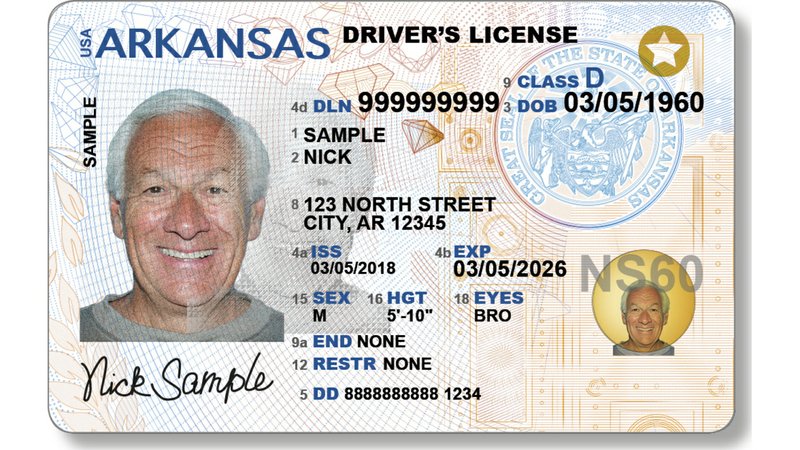 USA ARKANSAS DRIVER'S LICENSE
9 CLASS D
4d DLN 999999999 3 DOB 03/05/1960
SAMPLE
1 SAMPLE
2 NICK
GREAT SEAL OF THE STATE OF ARKANSAS
8 123 NORTH STREET
CITY, AR 12345
4a ISS 4b EXP
03/05/2018 03/05/2026
NS60
15 SEX 16 HGT 18 EYES
M 5'-10" BRO
9a END NONE
12 RESTR NONE
Nick Sample
5 DD 8888888888 1234